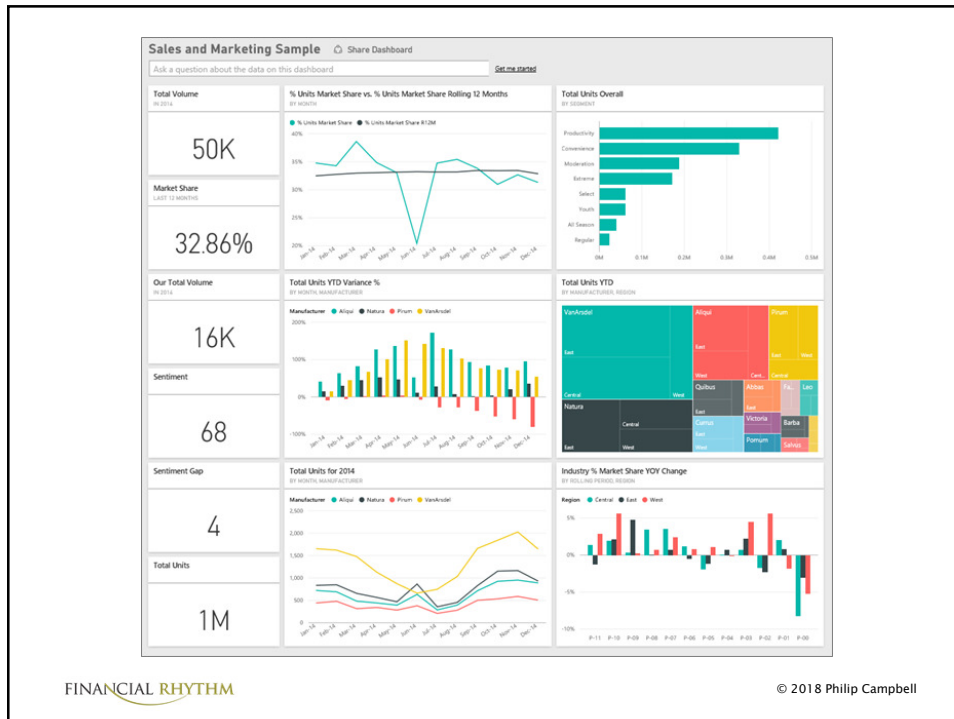 Sales and Marketing Sample Share Dashboard
Ask a question about the data on this dashboard Get me started
Total Volume
IN 2014
50K
Market Share
LAST 12 MONTHS
32.86%
Our Total Volume
IN 2014
16K
Sentiment
68
Sentiment Gap
4
Total Units
1M
% Units Market Share vs. % Units Market Share Rolling 12 Months
BY MONTH
% Units Market Share % Units Market Share R12M
40%
35%
30%
25%
20%
Jan-14 Feb-14 Mar-14 Apr-14 May-14 Jun-14 Jul-14 Aug-14 Sep-14 Oct-14 Nov-14 Dec-14
Total Units Overall
BY SEGMENT
Productivity
Convenience
Moderation
Extreme
Select
Youth
All Season
Regular
0M 0.1M 0.2M 0.3M 0.4M 0.5M
Total Units YTD Variance %
BY MONTH, MANUFACTURER
Manufacturer Aliqui Natura Pirum VanArsdel
200%
100%
0%
-100%
Jan-14 Feb-14 Mar-14 Apr-14 May-14 Jun-14 Jul-14 Aug-14 Sep-14 Oct-14 Nov-14 Dec-14
Total Units YTD
BY MANUFACTURER, REGION
VanArsdel
East
Central West
Natura
Central
East West
Aliqui
East
West Cent...
Pirum
East West
Central
Quibus
East
Currus
East
West
Abbas
East
Victoria
Pomum
Fa...
Leo
Barba
Salvus
Total Units for 2014
BY MONTH, MANUFACTURER
Manufacturer Aliqui Natura Pirum VanArsdel
2,500
2,000
1,500
1,000
500
0
Jan-14 Feb-14 Mar-14 Apr-14 May-14 Jun-14 Jul-14 Aug-14 Sep-14 Oct-14 Nov-14 Dec-14
Industry % Market Share YOY Change
BY ROLLING PERIOD, REGION
Region Central East West
5%
0%
-5%
-10%
P-11 P-10 P-09 P-08 P-07 P-06 P-05 P-04 P-03 P-02 P-01 P-00
FINANCIAL RHYTHM
© 2018 Philip Campbell